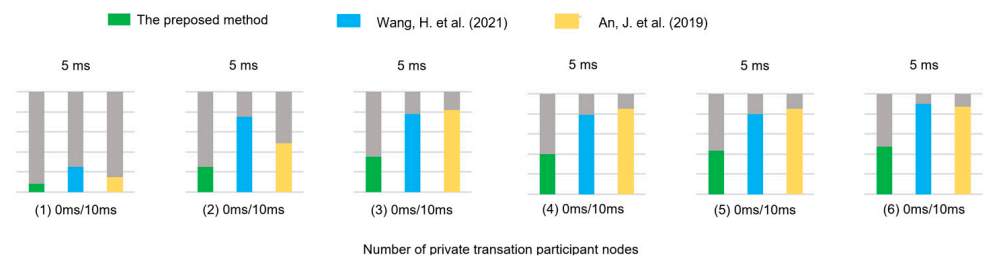 The preposed method Wang, H. et al. (2021) An, J. et al. (2019)
5 ms 5 ms 5 ms 5 ms 5 ms 5 ms
(1) 0ms/10ms (2) 0ms/10ms (3) 0ms/10ms (4) 0ms/10ms (5) 0ms/10ms (6) 0ms/10ms
Number of private transation participant nodes